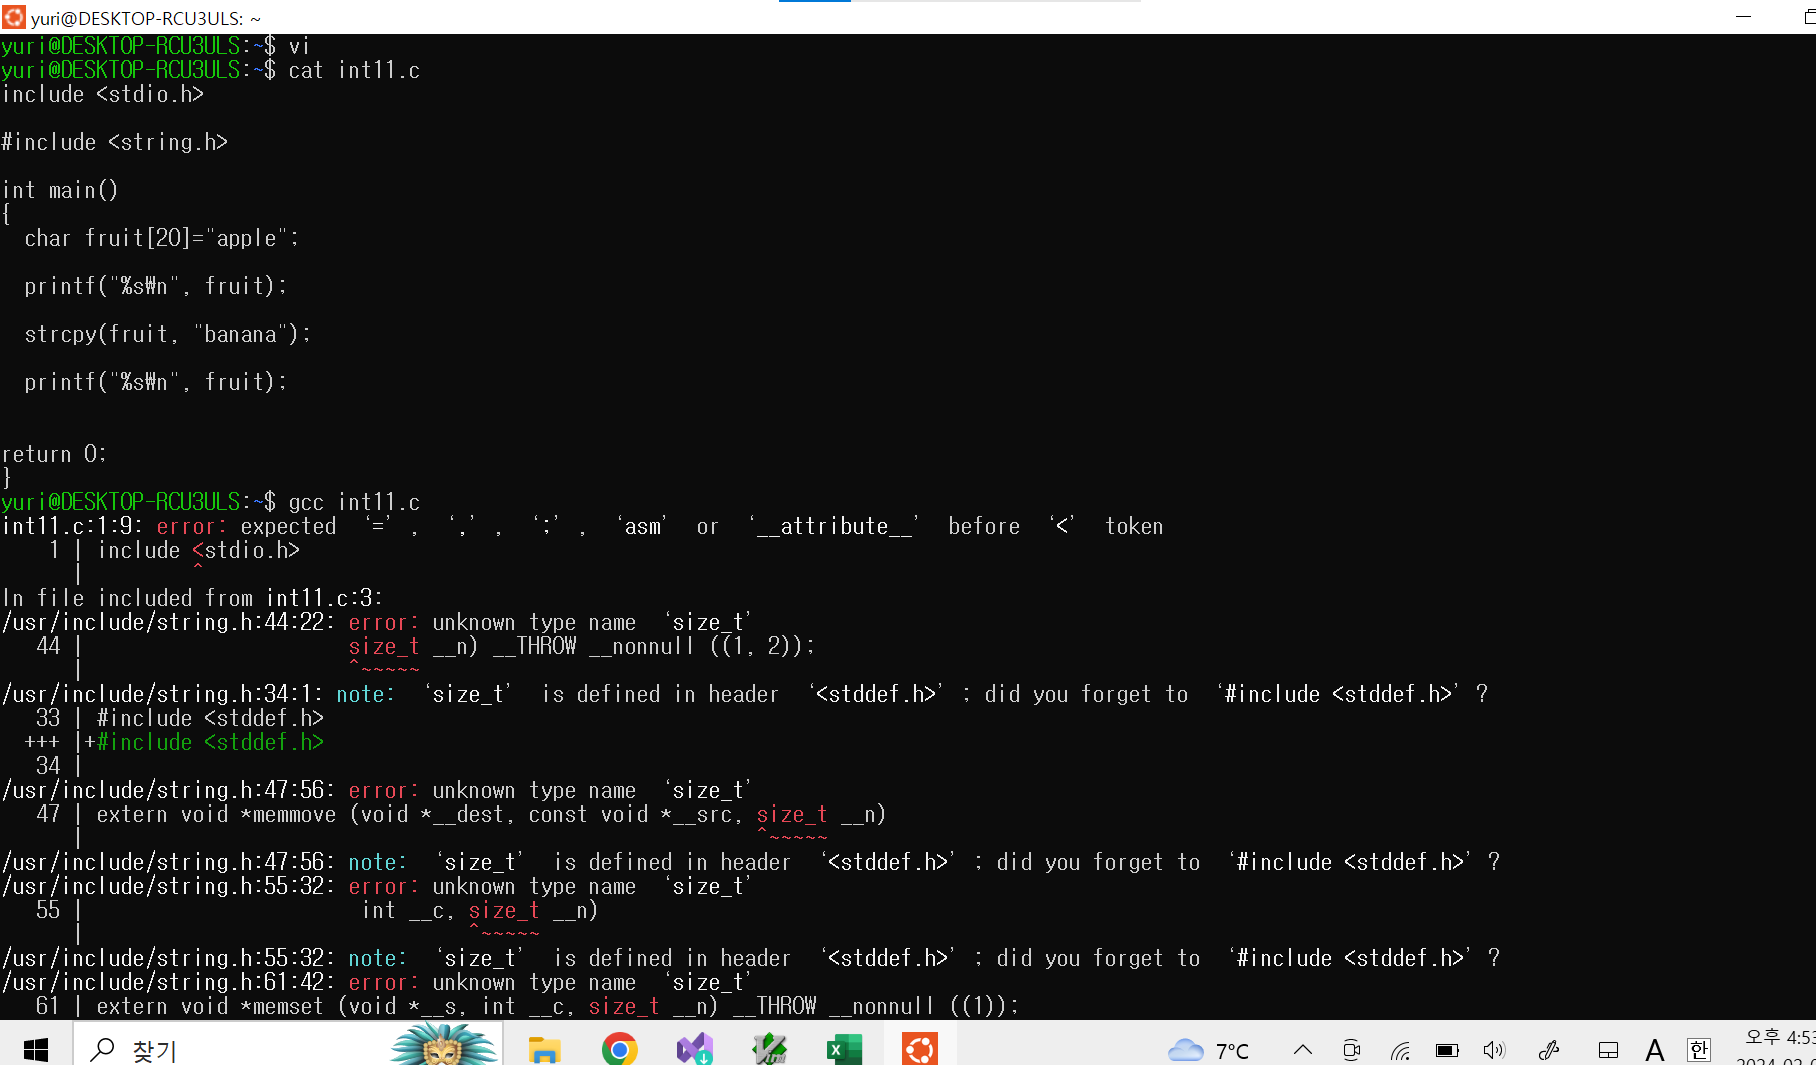 yuri@DESKTOP-RCU3ULS: ~
yuri@DESKTOP-RCU3ULS:~$ vi
yuri@DESKTOP-RCU3ULS:~$ cat int11.c
include <stdio.h>
#include <string.h>
int main()
{
char fruit[20]="apple";
printf("%s₩n", fruit);
strcpy(fruit, "banana");
printf("%s₩n", fruit);
return 0;
}
yuri@DESKTOP-RCU3ULS:~$ gcc int11.c
int11.c:1:9: error: expected ‘=’, ‘,’, ‘;’, ‘asm’ or ‘__attribute__’ before ‘<’ token
1 | include <stdio.h>
| ^
In file included from int11.c:3:
/usr/include/string.h:44:22: error: unknown type name ‘size_t’
44 | size_t __n) __THROW __nonnull ((1, 2));
| ^~~~~~
/usr/include/string.h:34:1: note: ‘size_t’ is defined in header ‘<stddef.h>’; did you forget to ‘#include <stddef.h>’?
33 | #include <stddef.h>
+++ |+#include <stddef.h>
34 |
/usr/include/string.h:47:56: error: unknown type name ‘size_t’
47 | extern void *memmove (void *__dest, const void *__src, size_t __n)
| ^~~~~~
/usr/include/string.h:47:56: note: ‘size_t’ is defined in header ‘<stddef.h>’; did you forget to ‘#include <stddef.h>’?
/usr/include/string.h:55:32: error: unknown type name ‘size_t’
55 | int __c, size_t __n)
| ^~~~~~
/usr/include/string.h:55:32: note: ‘size_t’ is defined in header ‘<stddef.h>’; did you forget to ‘#include <stddef.h>’?
/usr/include/string.h:61:42: error: unknown type name ‘size_t’
61 | extern void *memset (void *__s, int __c, size_t __n) __THROW __nonnull ((1));
찾기
7°C
A
한
오후 4:53